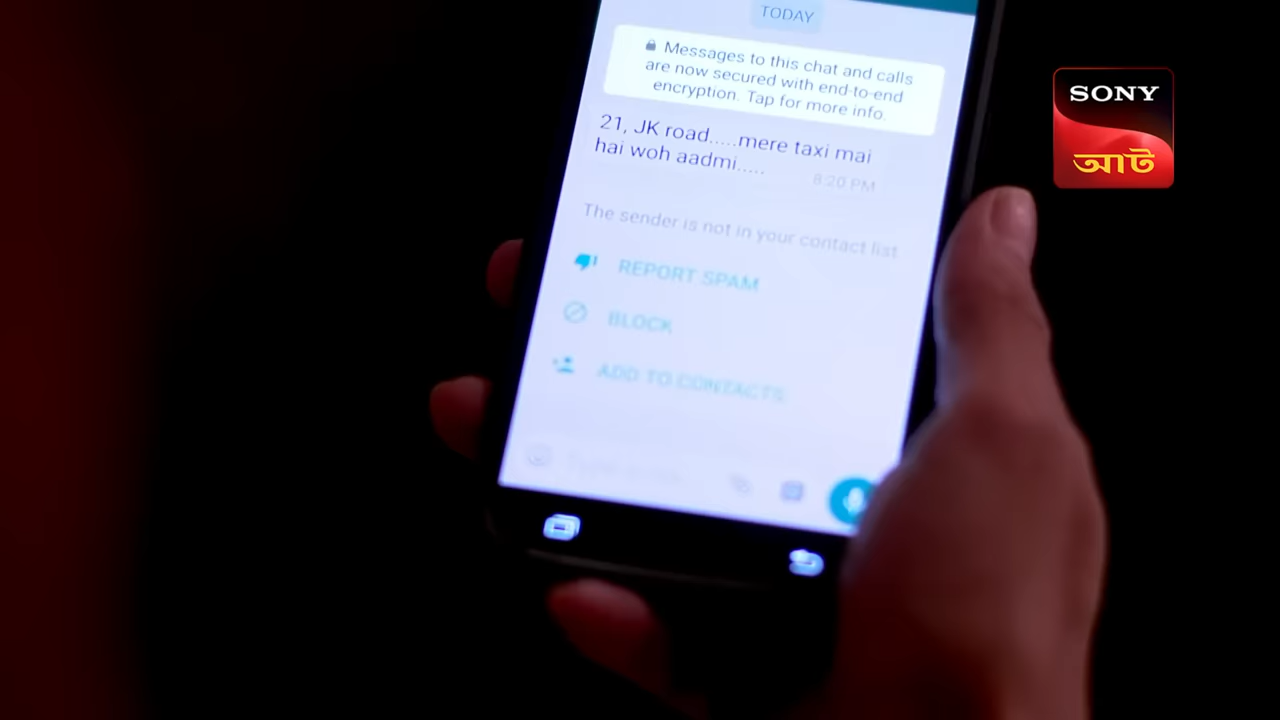 TODAY
Messages to this chat and calls
are now secured with end-to-end
encryption. Tap for more info.
21, JK road.....mere taxi mai
hai woh aadmi.....
8:20 PM
The sender is not in your contact list
REPORT SPAM
BLOCK
ADD TO CONTACTS
SONY
আট